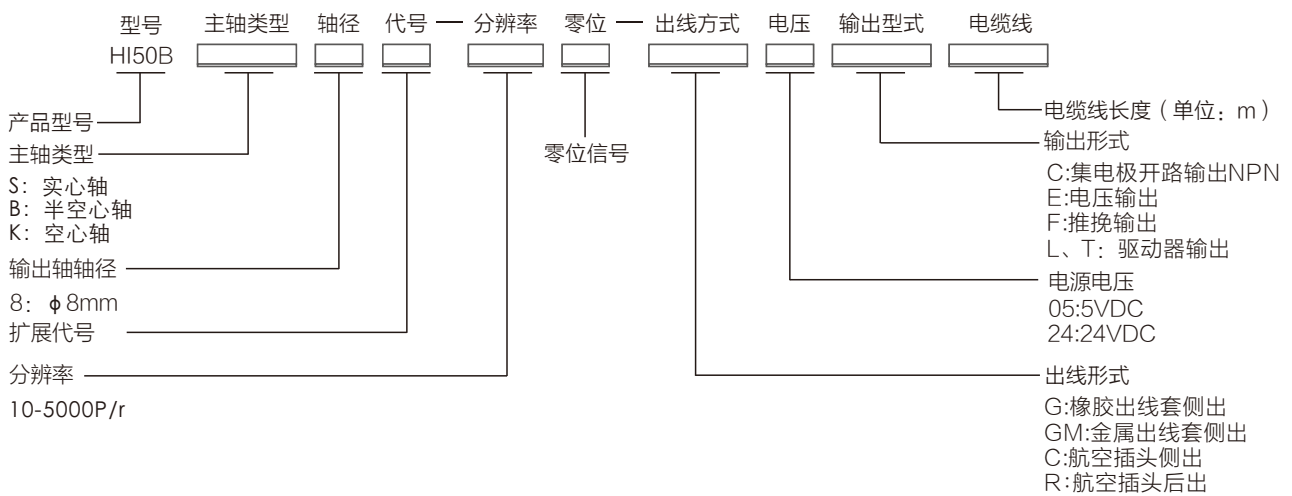 型号 主轴类型 轴径 代号 — 分辨率 零位 — 出线方式 电压 输出型式 电缆线
HI50B
产品型号
主轴类型
S: 实心轴
B: 半空心轴
K: 空心轴
输出轴轴径
8: ϕ8mm
扩展代号
分辨率
10-5000P/r
零位信号
电缆线长度（单位：m）
输出形式
C:集电极开路输出NPN
E:电压输出
F:推挽输出
L、T: 驱动器输出
电源电压
05:5VDC
24:24VDC
出线形式
G:橡胶出线套侧出
GM:金属出线套侧出
C:航空插头侧出
R:航空插头后出